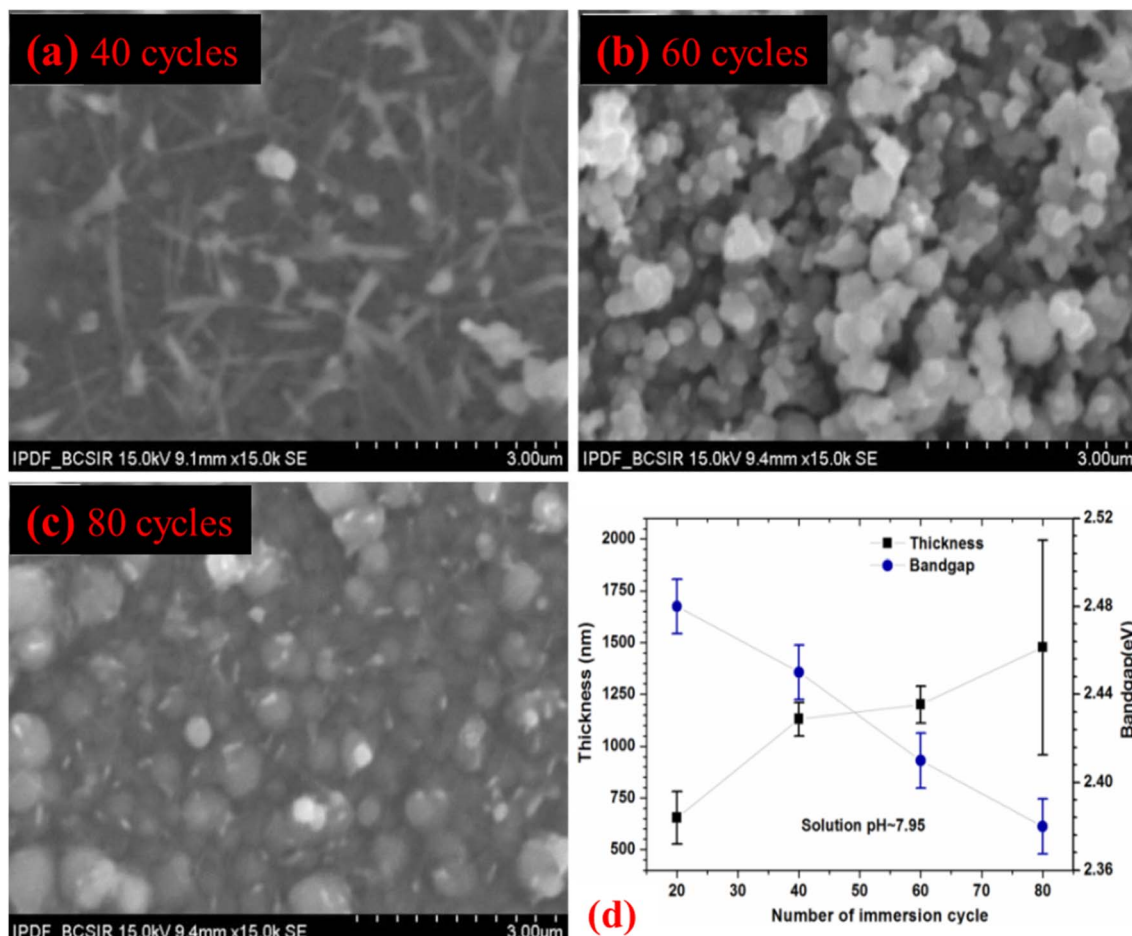 (a) 40 cycles
IPDF_BCSIR 15.0kV 9.1mm x15.0k SE
3.00um
(b) 60 cycles
IPDF_BCSIR 15.0kV 9.4mm x15.0k SE
3.00um
(c) 80 cycles
IPDF_BCSIR 15.0kV 9.4mm x15.0k SE
3.00um
Thickness (nm)
2000
1750
1500
1250
1000
750
500
Thickness
Bandgap
Solution pH~7.95
2.52
2.48
2.44
2.40
2.36
Bandgap(eV)
20 30 40 50 60 70 80
Number of immersion cycle
(d)